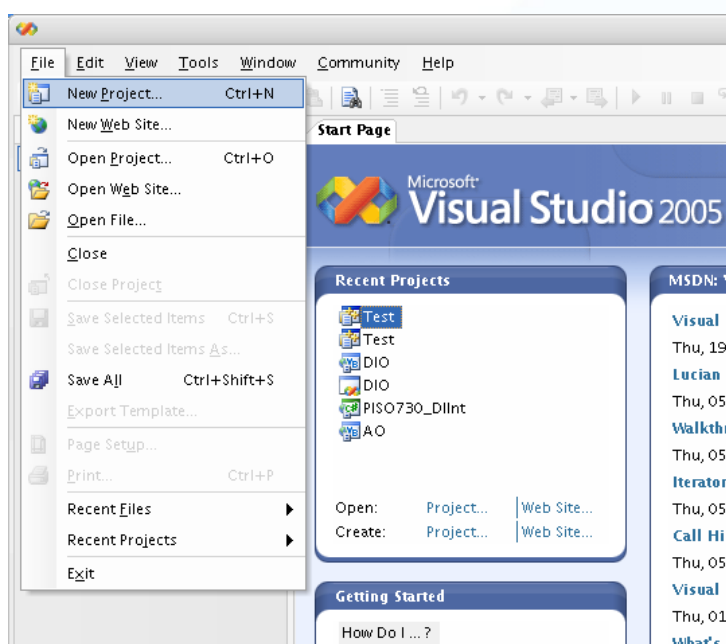 File Edit View Tools Window Community Help
New Project... Ctrl+N
New Web Site...
Open Project... Ctrl+O
Open Web Site...
Open File...
Close
Close Project
Save Selected Items Ctrl+S
Save Selected Items As...
Save All Ctrl+Shift+S
Export Template...
Page Setup...
Print... Ctrl+P
Recent Files
Recent Projects
Exit
Start Page
Microsoft
Visual Studio 2005
Recent Projects
Test
Test
DIO
DIO
PISO730_DIInt
AO
Open: Project... Web Site...
Create: Project... Web Site...
Getting Started
How Do I ... ?
MSDN:
Visual
Thu, 19
Lucian
Thu, 05
Thu, 05
Thu, 05
Call Hi
Thu, 05
Visual
Thu, 01
What's